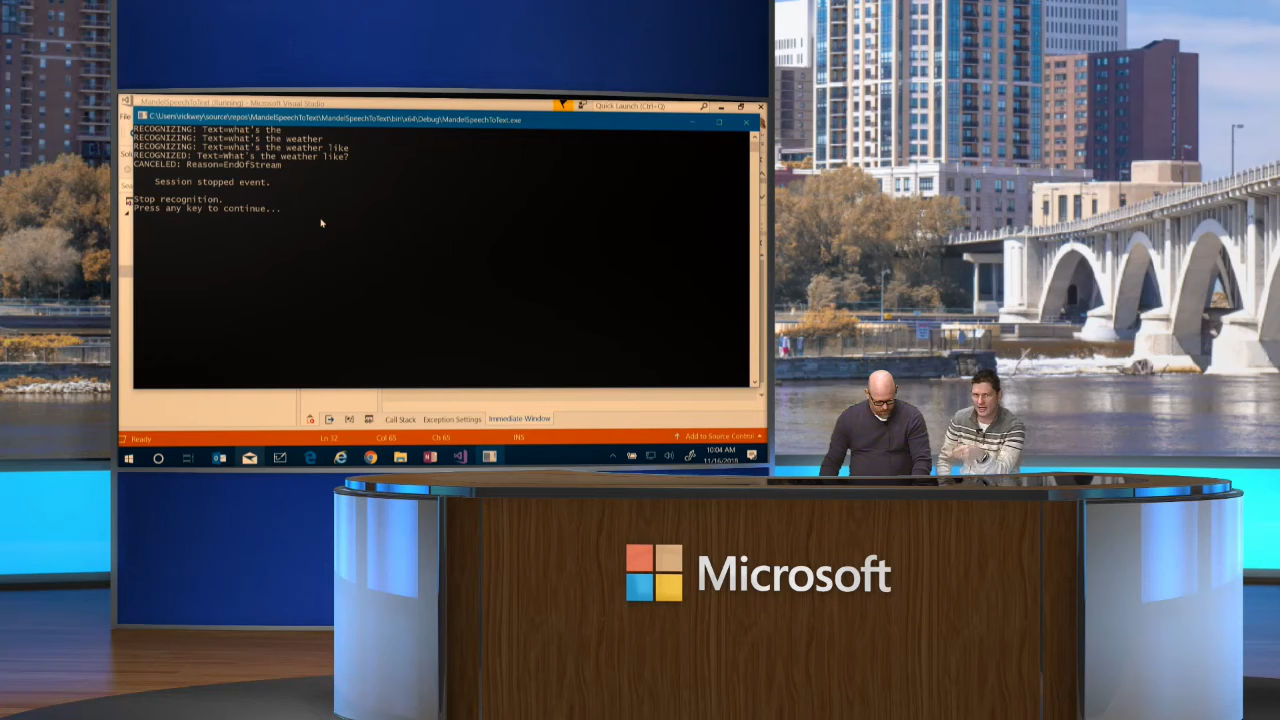 MandelSpeechToText (Running) - Microsoft Visual Studio
Quick Launch (Ctrl+Q)
C:\Users\rickwey\source\repos\MandelSpeechToText\MandelSpeechToText\bin\x64\Debug\MandelSpeechToText.exe
RECOGNIZING: Text=what's the
RECOGNIZING: Text=what's the weather
RECOGNIZING: Text=what's the weather like
RECOGNIZED: Text=What's the weather like?
CANCELED: Reason=EndOfStream
Session stopped event.
Stop recognition.
Press any key to continue...
Call Stack Exception Settings Immediate Window
Ready Ln 32 Col 65 Ch 65 INS Add to Source Control
10:04 AM
11/16/2018
Microsoft